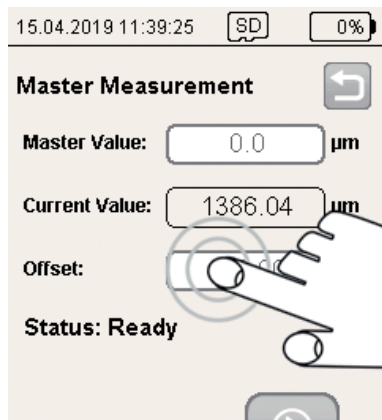 15.04.2019 11:39:25 SD 0%
Master Measurement
Master Value: 0.0 µm
Current Value: 1386.04 um
Offset:
Status: Ready